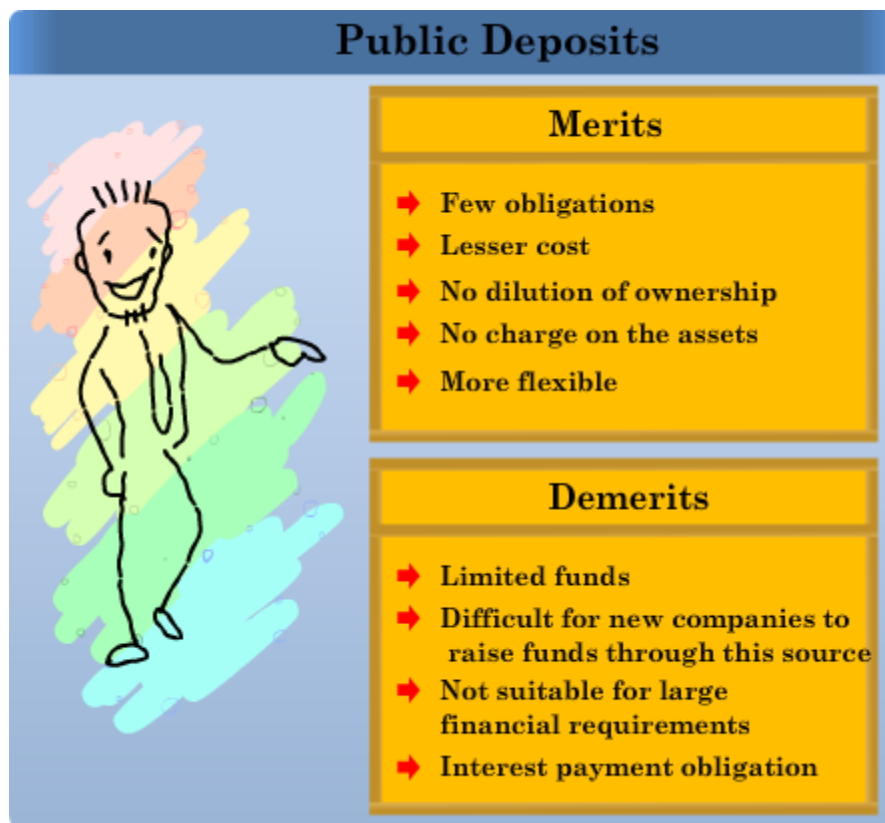 Public Deposits
Merits
Few obligations
Lesser cost
No dilution of ownership
No charge on the assets
More flexible
Demerits
Limited funds
Difficult for new companies to
raise funds through this source
Not suitable for large
financial requirements
Interest payment obligation